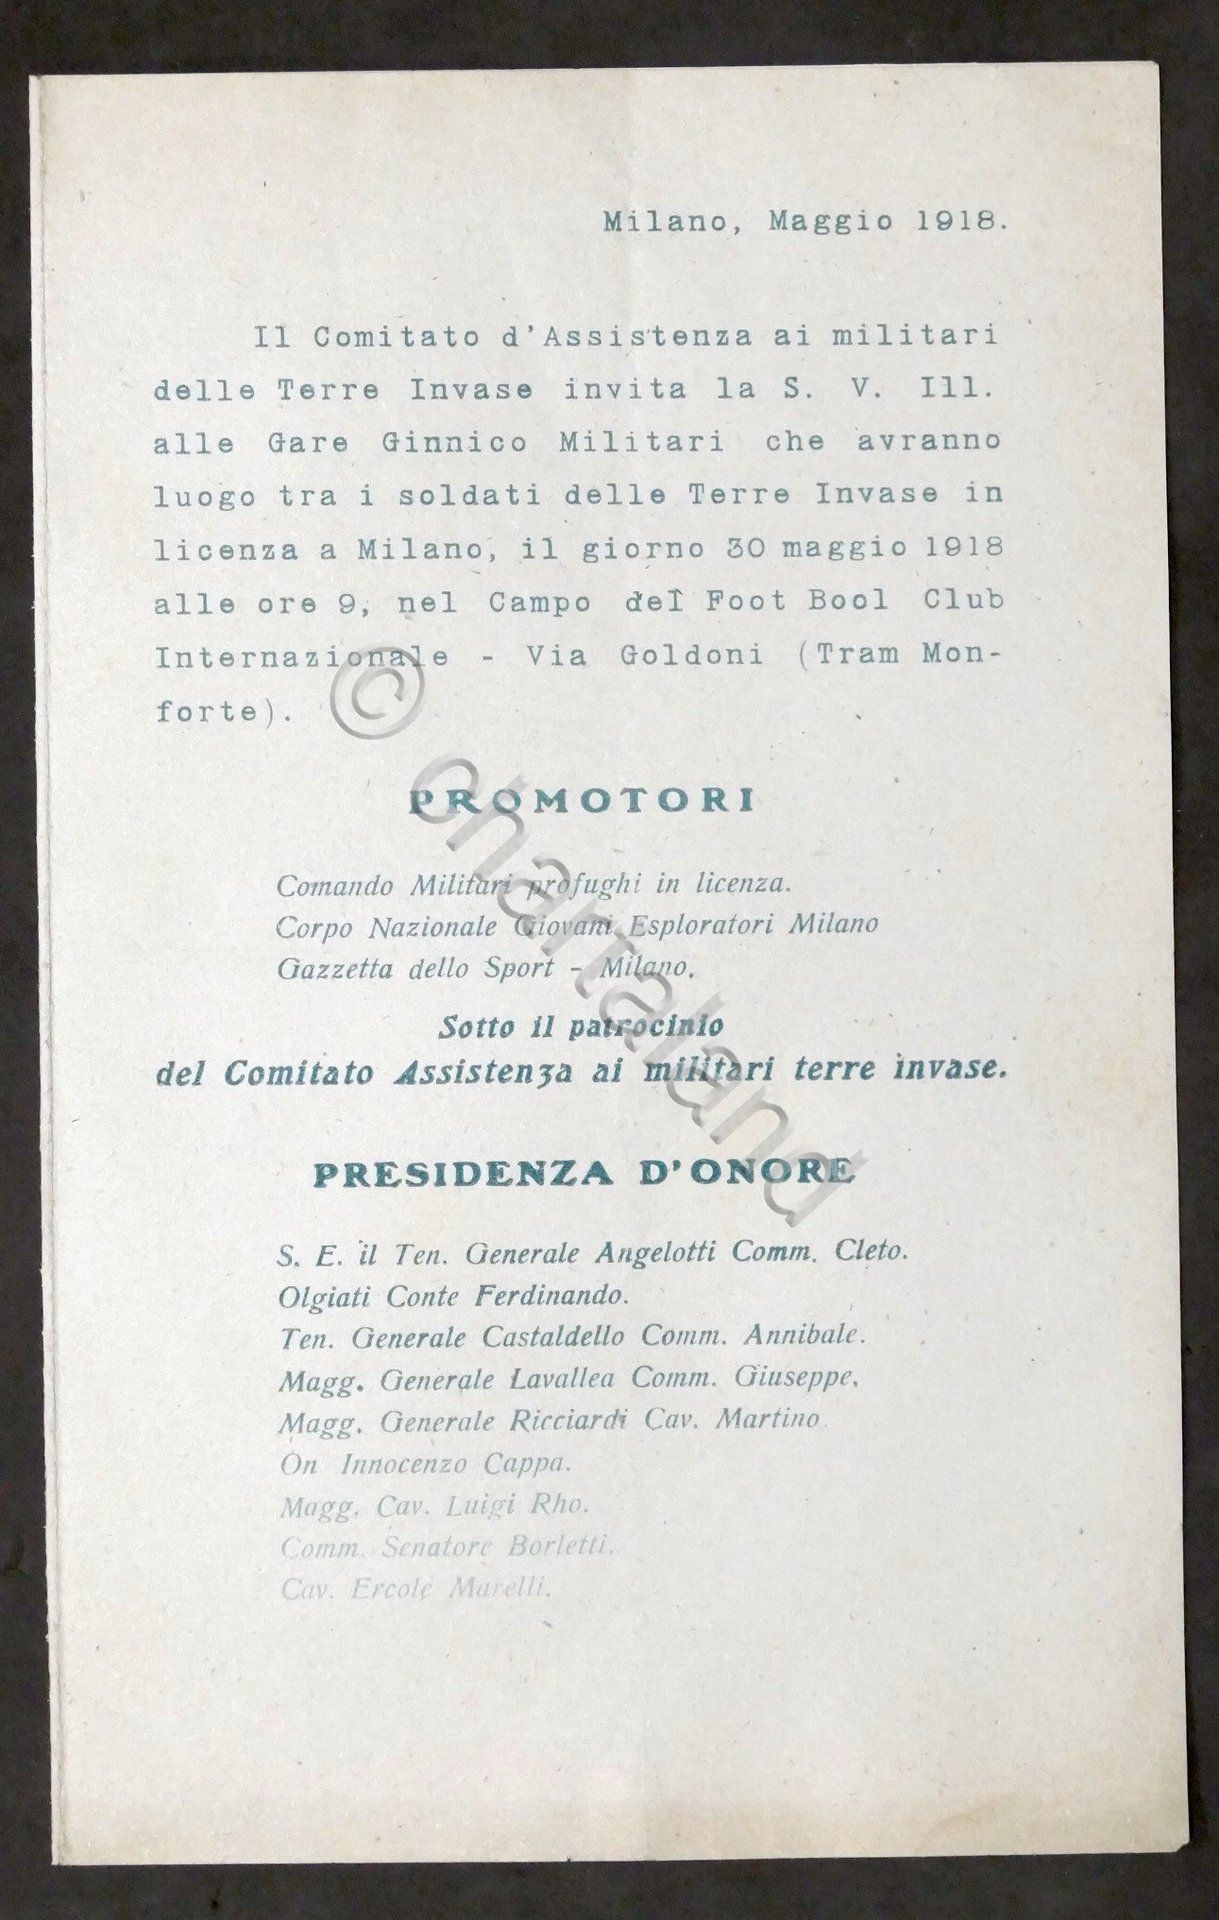 Milano, Maggio 1918.
Il Comitato d'Assistenza ai militari
delle Terre Invase invita la S. V. Ill.
alle Gare Ginnico Militari che avranno
luogo tra i soldati delle Terre Invase in
licenza a Milano, il giorno 30 maggio 1918
alle ore 9, nel Campo del Foot Bool Club
Internazionale - Via Goldoni (Tram Mon-
forte).
© chartaland
PROMOTORI
Comando Militari profughi in licenza.
Corpo Nazionale Giovani Esploratori Milano
Gazzetta dello Sport - Milano.
Sotto il patrocinio
del Comitato Assistenza ai militari terre invase.
PRESIDENZA D'ONORE
S. E. il Ten. Generale Angelotti Comm. Cleto.
Olgiati Conte Ferdinando.
Ten. Generale Castaldello Comm. Annibale.
Magg. Generale Lavallea Comm. Giuseppe.
Magg. Generale Ricciardi Cav. Martino.
On Innocenzo Cappa.
Magg. Cav. Luigi Rho.
Comm. Senatore Borletti.
Cav. Ercole Marelli.